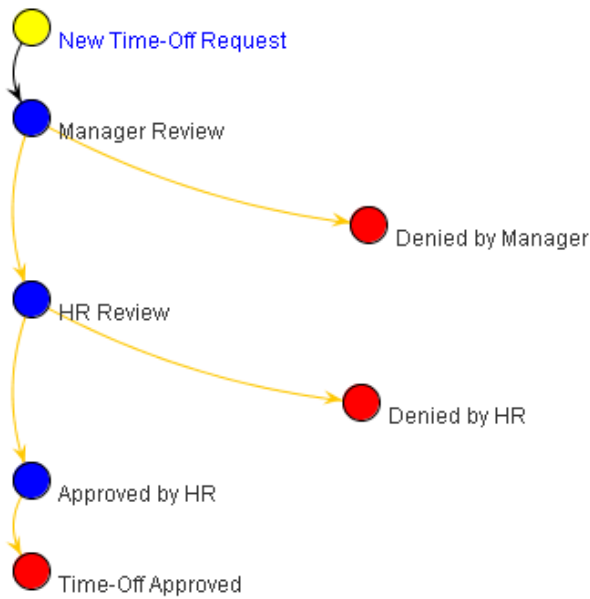 New Time-Off Request
Manager Review
Denied by Manager
HR Review
Denied by HR
Approved by HR
Time-Off Approved